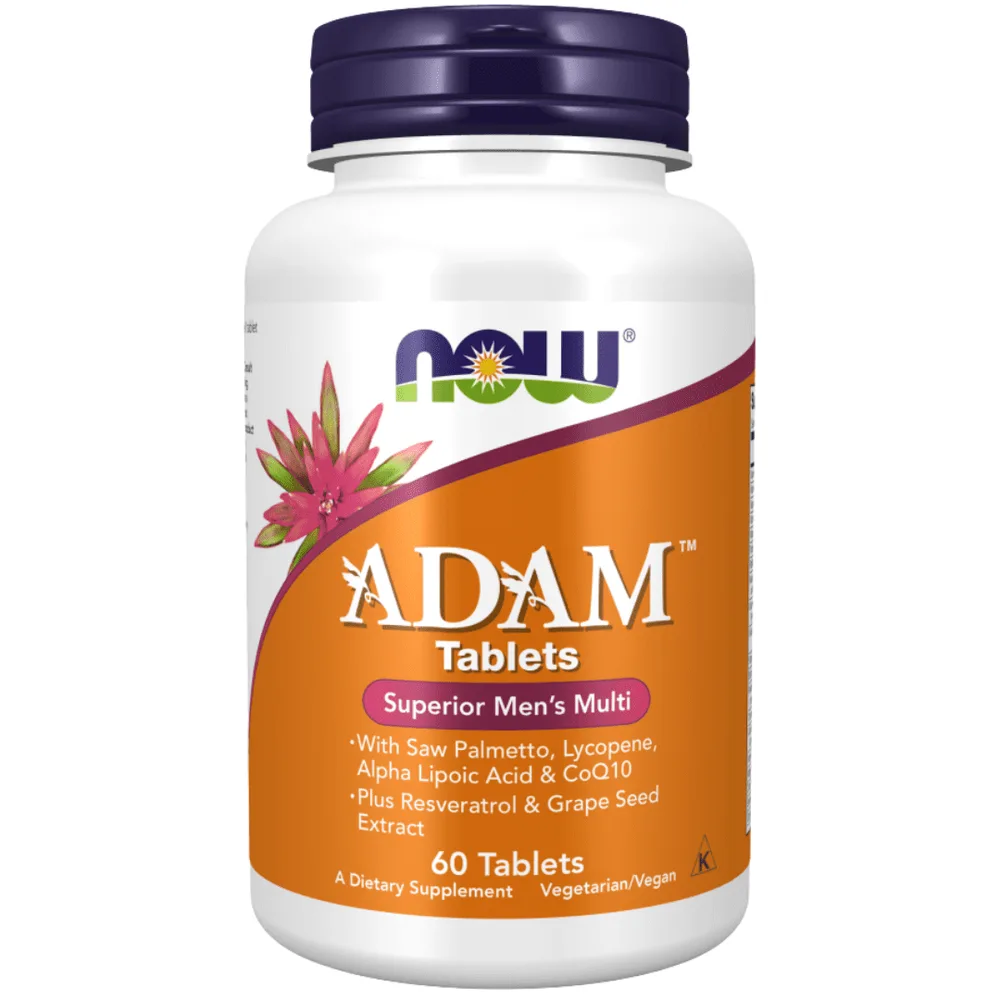 now®
ADAM™
Tablets
Superior Men's Multi
•With Saw Palmetto, Lycopene,
Alpha Lipoic Acid & CoQ10
•Plus Resveratrol & Grape Seed
Extract
60 Tablets
A Dietary Supplement Vegetarian/Vegan
K